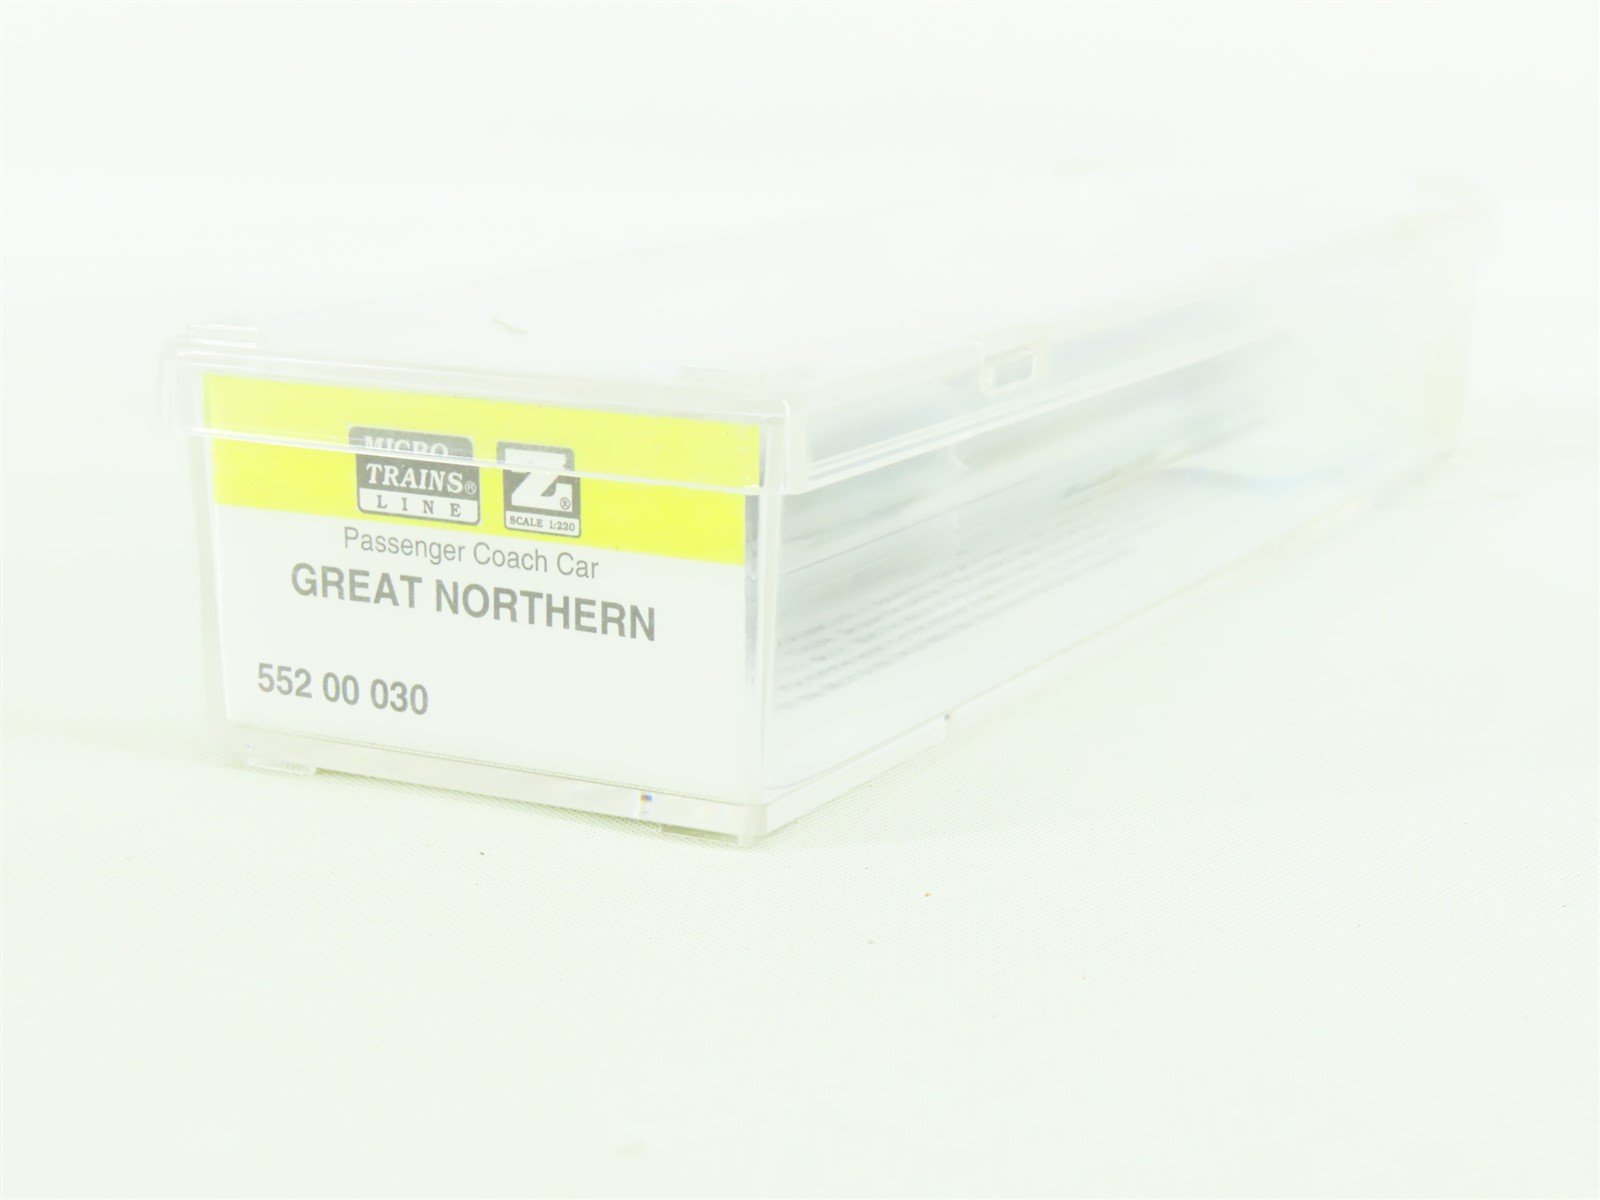 MICRO
TRAINS®
LINE
Z®
SCALE 1:220
Passenger Coach Car
GREAT NORTHERN
552 00 030